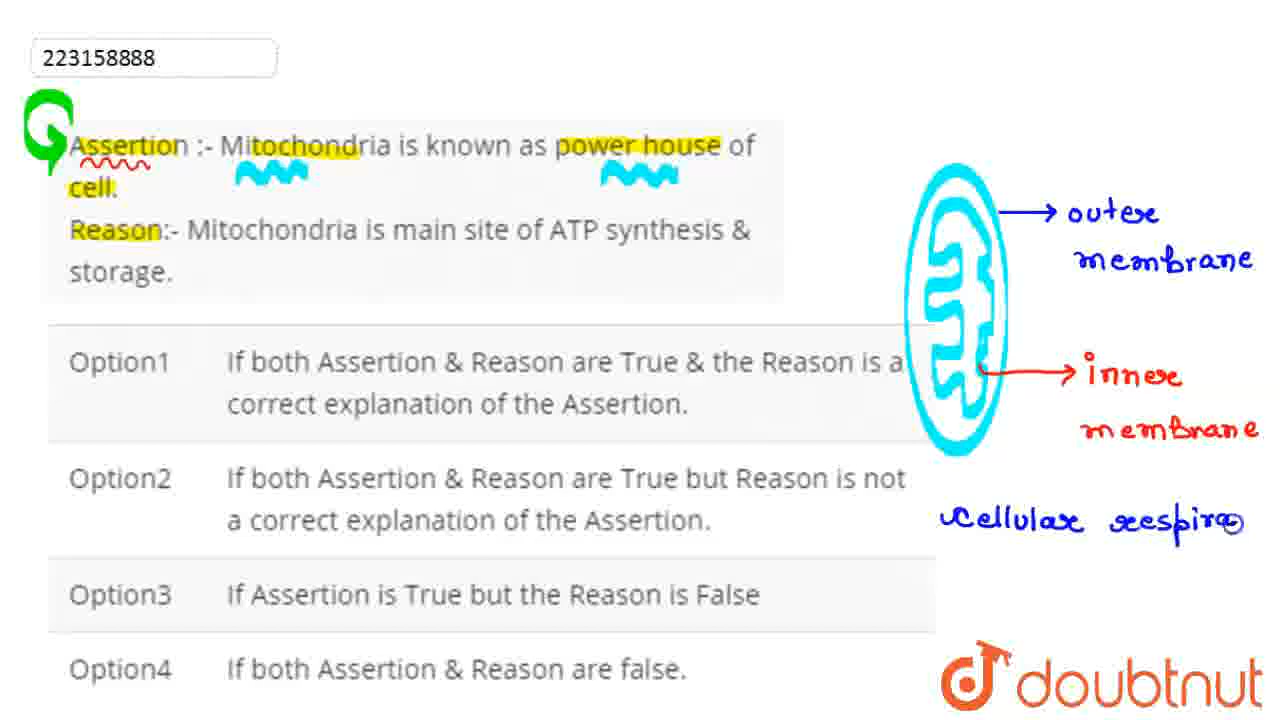 223158888
Assertion :- Mitochondria is known as power house of
cell.
Reason:- Mitochondria is main site of ATP synthesis &
storage.
Option1 If both Assertion & Reason are True & the Reason is a
correct explanation of the Assertion.
Option2 If both Assertion & Reason are True but Reason is not
a correct explanation of the Assertion.
Option3 If Assertion is True but the Reason is False
Option4 If both Assertion & Reason are false.
outer
membrane
inner
membrane
cellular respira
doubtnut